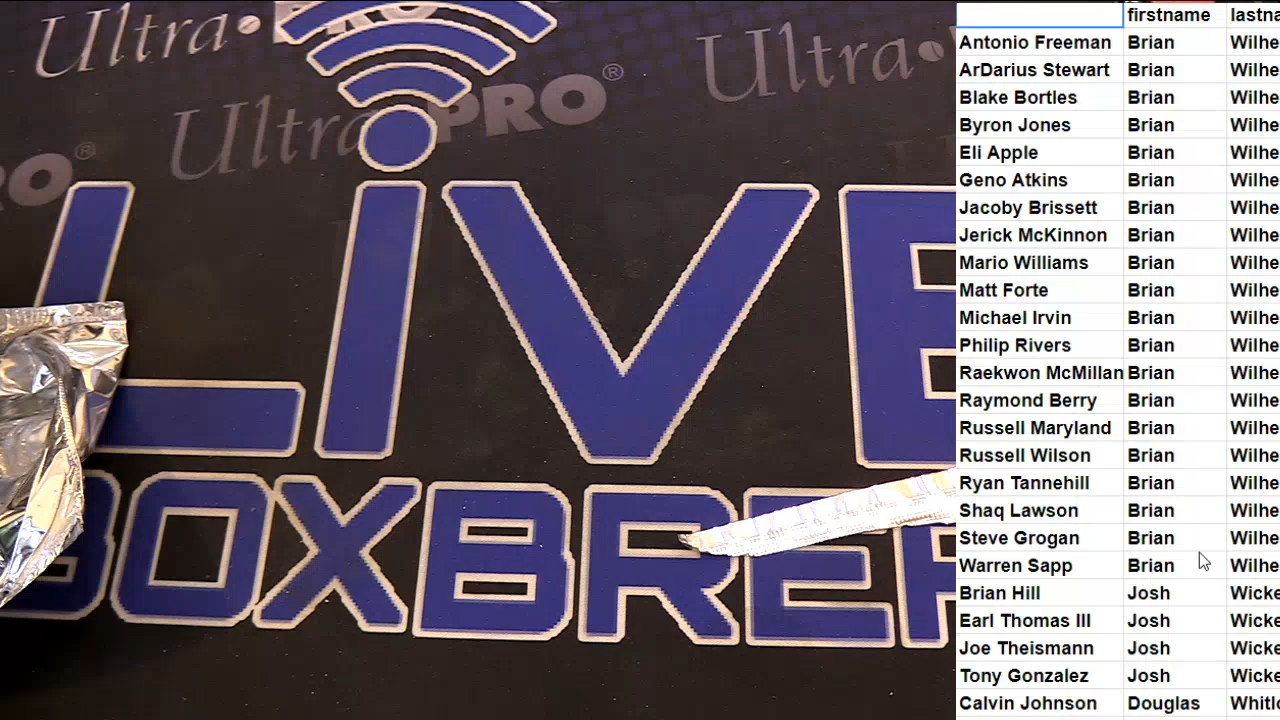 Ultra•PRO
Ultra PRO®
Ultra•
RO®
LiVE
BOXBREA
firstname lastna
Antonio Freeman Brian Wilhe
ArDarius Stewart Brian Wilhe
Blake Bortles Brian Wilhe
Byron Jones Brian Wilhe
Eli Apple Brian Wilhe
Geno Atkins Brian Wilhe
Jacoby Brissett Brian Wilhe
Jerick McKinnon Brian Wilhe
Mario Williams Brian Wilhe
Matt Forte Brian Wilhe
Michael Irvin Brian Wilhe
Philip Rivers Brian Wilhe
Raekwon McMillan Brian Wilhe
Raymond Berry Brian Wilhe
Russell Maryland Brian Wilhe
Russell Wilson Brian Wilhe
Ryan Tannehill Brian Wilhe
Shaq Lawson Brian Wilhe
Steve Grogan Brian Wilhe
Warren Sapp Brian Wilhe
Brian Hill Josh Wicke
Earl Thomas III Josh Wicke
Joe Theismann Josh Wicke
Tony Gonzalez Josh Wicke
Calvin Johnson Douglas Whitlo